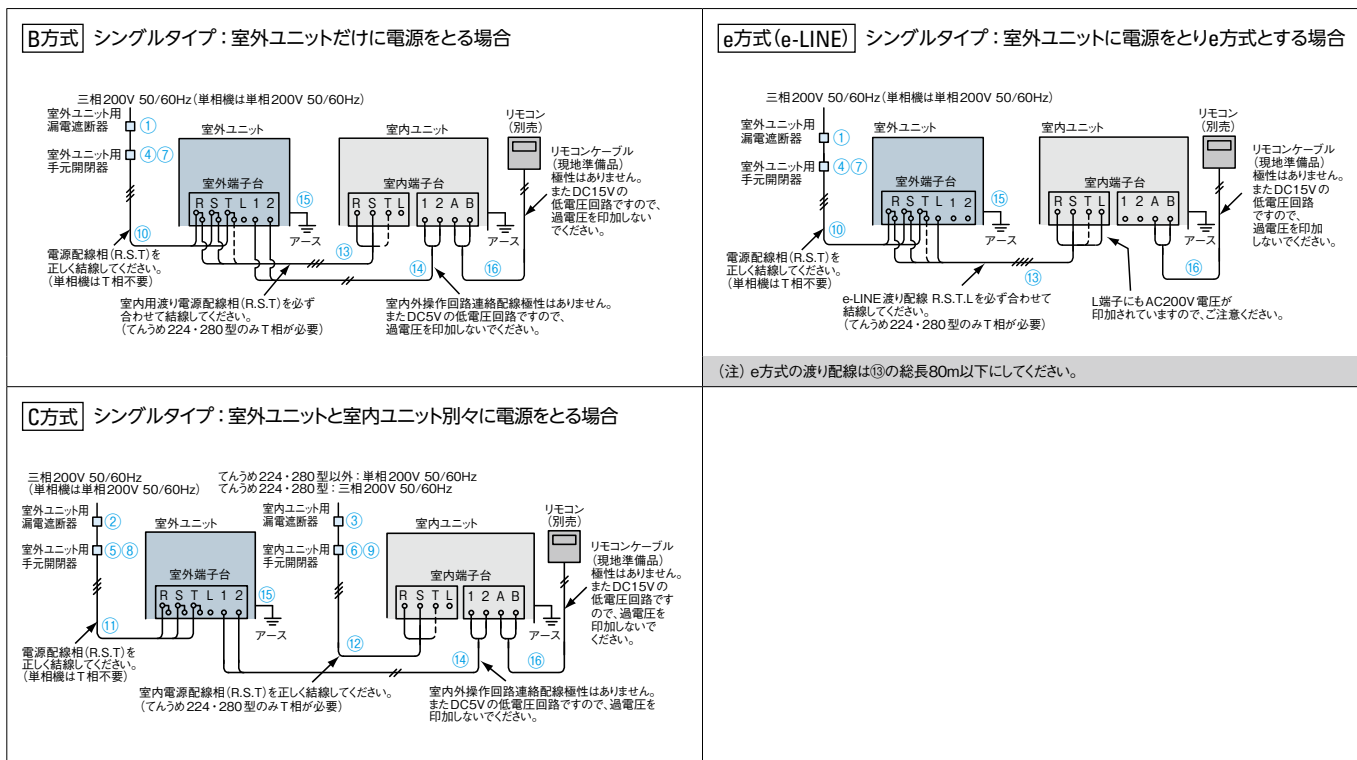 B方式 シングルタイプ：室外ユニットだけに電源をとる場合
三相200V 50/60Hz（単相機は単相200V 50/60Hz）
室外ユニット用
漏電遮断器
①
室外ユニット用
手元開閉器
④⑦
室外ユニット
室外端子台
R S T L 1 2
⑮
アース
室内ユニット
室内端子台
R S T L 1 2 A B
アース
リモコン
（別売）
リモコンケーブル
（現地準備品）
極性はありません。
またDC15Vの
低電圧回路ですので、
過電圧を印加しない
でください。
⑩
電源配線相（R.S.T）を
正しく結線してください。
（単相機はT相不要）
⑬
室内用渡り電源配線相（R.S.T）を必ず
合わせて結線してください。
（てんうめ224・280型のみT相が必要）
⑭
室内外操作回路連絡配線極性はありません。
またDC5Vの低電圧回路ですので、
過電圧を印加しないでください。
⑯
e方式（e-LINE） シングルタイプ：室外ユニットに電源をとりe方式とする場合
三相200V 50/60Hz（単相機は単相200V 50/60Hz）
室外ユニット用
漏電遮断器
①
室外ユニット用
手元開閉器
④⑦
室外ユニット
室外端子台
R S T L 1 2
⑮
アース
室内ユニット
室内端子台
R S T L 1 2 A B
アース
リモコン
（別売）
リモコンケーブル
（現地準備品）
極性はありません。
またDC15Vの
低電圧回路
ですので、
過電圧を印加
しないでください。
⑩
電源配線相（R.S.T）を
正しく結線してください。
（単相機はT相不要）
⑬
e-LINE渡り配線 R.S.T.Lを必ず合わせて
結線してください。
（てんうめ224・280型のみT相が必要）
L端子にもAC200V電圧が
印加されていますので、ご注意ください。
⑯
（注） e方式の渡り配線は⑬の総長80m以下にしてください。
C方式 シングルタイプ：室外ユニットと室内ユニット別々に電源をとる場合
三相200V 50/60Hz
（単相機は単相200V 50/60Hz）
てんうめ224・280型以外：単相200V 50/60Hz
てんうめ224・280型：三相200V 50/60Hz
室外ユニット用
漏電遮断器
②
室外ユニット用
手元開閉器
⑤⑧
室外ユニット
室外端子台
R S T L 1 2
⑮
アース
室内ユニット用
漏電遮断器
③
室内ユニット用
手元開閉器
⑥⑨
室内ユニット
室内端子台
R S T L 1 2 A B
アース
リモコン
（別売）
リモコンケーブル
（現地準備品）
極性はありません。
またDC15Vの
低電圧回路です
ので、過電圧を
印加しないで
ください。
⑪
電源配線相（R.S.T）を
正しく結線してください。
（単相機はT相不要）
⑫
室内電源配線相（R.S.T）を正しく結線してください。
（てんうめ224・280型のみT相が必要）
⑭
室内外操作回路連絡配線極性はありません。
またDC5Vの低電圧回路ですので、過電圧を
印加しないでください。
⑯